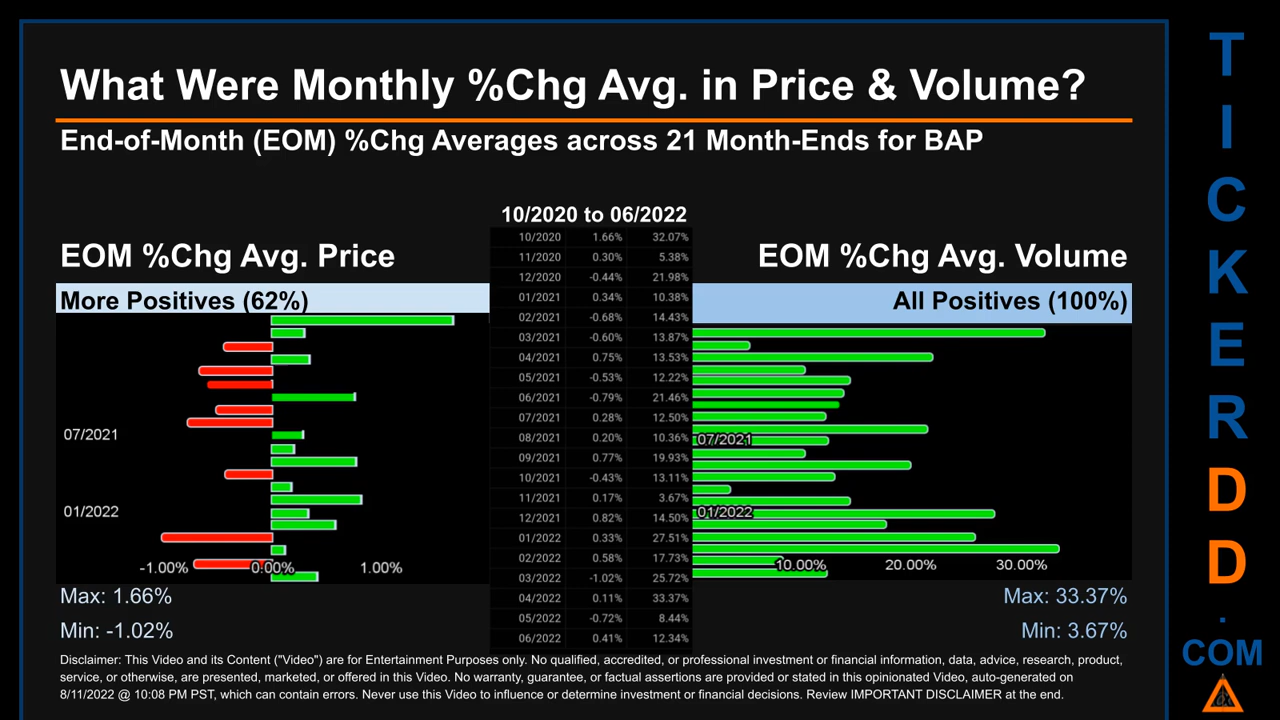 What Were Monthly %Chg Avg. in Price & Volume?
End-of-Month (EOM) %Chg Averages across 21 Month-Ends for BAP
10/2020 to 06/2022
EOM %Chg Avg. Price
More Positives (62%)
07/2021
01/2022
-1.00% 0.00% 1.00%
Max: 1.66%
Min: -1.02%
10/2020 1.66% 32.07%
11/2020 0.30% 5.38%
12/2020 -0.44% 21.98%
01/2021 0.34% 10.38%
02/2021 -0.68% 14.43%
03/2021 -0.60% 13.87%
04/2021 0.75% 13.53%
05/2021 -0.53% 12.22%
06/2021 -0.79% 21.46%
07/2021 0.28% 12.50%
08/2021 0.20% 10.36%
09/2021 0.77% 19.93%
10/2021 -0.43% 13.11%
11/2021 0.17% 3.67%
12/2021 0.82% 14.50%
01/2022 0.33% 27.51%
02/2022 0.58% 17.73%
03/2022 -1.02% 25.72%
04/2022 0.11% 33.37%
05/2022 -0.72% 8.44%
06/2022 0.41% 12.34%
EOM %Chg Avg. Volume
All Positives (100%)
07/2021
01/2022
10.00% 20.00% 30.00%
Max: 33.37%
Min: 3.67%
Disclaimer: This Video and its Content ("Video") are for Entertainment Purposes only. No qualified, accredited, or professional investment or financial information, data, advice, research, product,
service, or otherwise, are presented, marketed, or offered in this Video. No warranty, guarantee, or factual assertions are provided or stated in this opinionated Video, auto-generated on
8/11/2022 @ 10:08 PM PST, which can contain errors. Never use this Video to influence or determine investment or financial decisions. Review IMPORTANT DISCLAIMER at the end.
T
I
C
K
E
R
D
D
.
COM